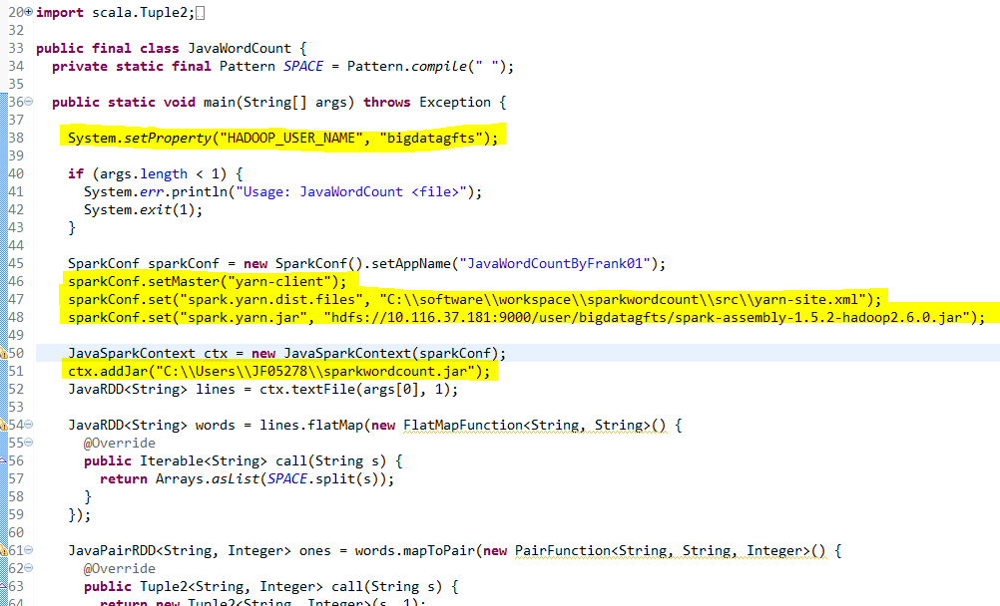 20 import scala.Tuple2;
32
33 public final class JavaWordCount {
34 private static final Pattern SPACE = Pattern.compile(" ");
35
36 public static void main(String[] args) throws Exception {
37
38 System.setProperty("HADOOP_USER_NAME", "bigdatagfts");
39
40 if (args.length < 1) {
41 System.err.println("Usage: JavaWordCount <file>");
42 System.exit(1);
43 }
44
45 SparkConf sparkConf = new SparkConf().setAppName("JavaWordCountByFrank01");
46 sparkConf.setMaster("yarn-client");
47 sparkConf.set("spark.yarn.dist.files", "C:\\software\\workspace\\sparkwordcount\\src\\yarn-site.xml");
48 sparkConf.set("spark.yarn.jar", "hdfs://10.116.37.181:9000/user/bigdatagfts/spark-assembly-1.5.2-hadoop2.6.0.jar");
49
50 JavaSparkContext ctx = new JavaSparkContext(sparkConf);
51 ctx.addJar("C:\\Users\\JF05278\\sparkwordcount.jar");
52 JavaRDD<String> lines = ctx.textFile(args[0], 1);
53
54 JavaRDD<String> words = lines.flatMap(new FlatMapFunction<String, String>() {
55 @Override
56 public Iterable<String> call(String s) {
57 return Arrays.asList(SPACE.split(s));
58 }
59 });
60
61 JavaPairRDD<String, Integer> ones = words.mapToPair(new PairFunction<String, String, Integer>() {
62 @Override
63 public Tuple2<String, Integer> call(String s) {
64 return new Tuple2<String, Integer>(s, 1);